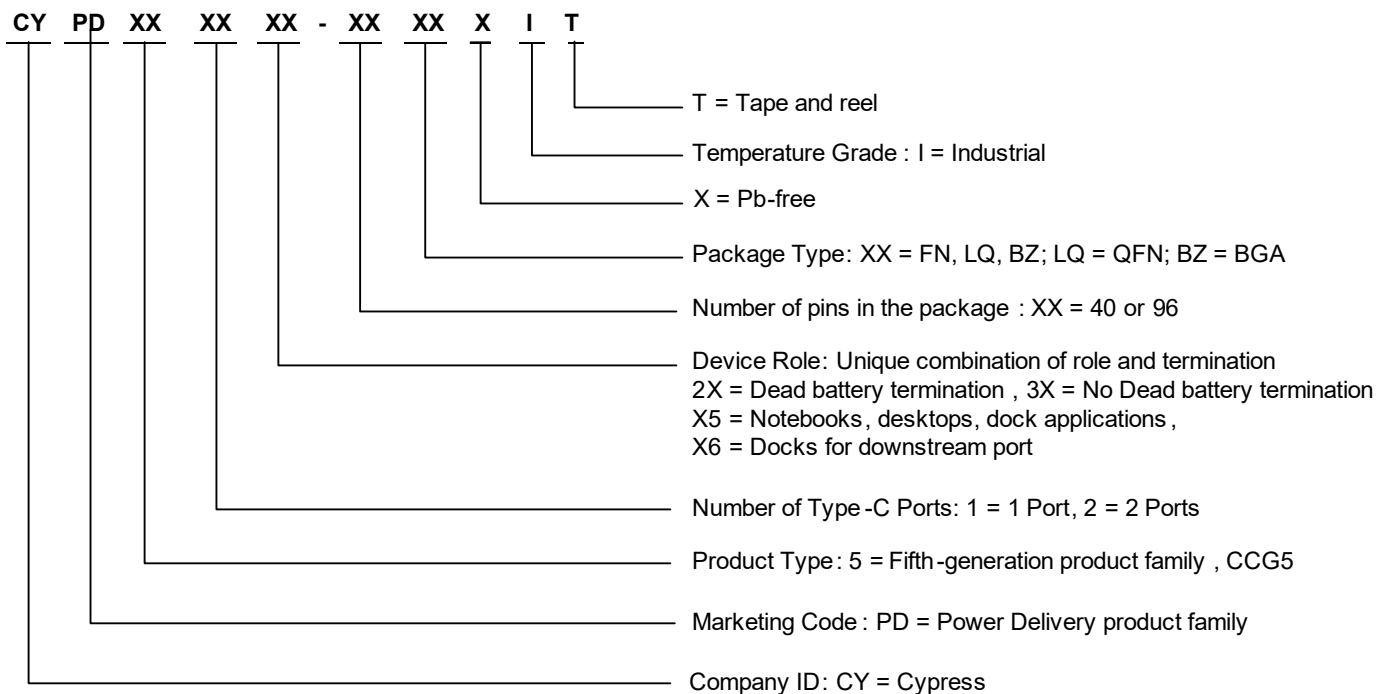 CY PD XX XX XX - XX XX X I T
T = Tape and reel
Temperature Grade : I = Industrial
X = Pb-free
Package Type: XX = FN, LQ, BZ; LQ = QFN; BZ = BGA
Number of pins in the package : XX = 40 or 96
Device Role: Unique combination of role and termination
2X = Dead battery termination , 3X = No Dead battery termination
X5 = Notebooks, desktops, dock applications ,
X6 = Docks for downstream port
Number of Type -C Ports: 1 = 1 Port, 2 = 2 Ports
Product Type : 5 = Fifth-generation product family , CCG5
Marketing Code : PD = Power Delivery product family
Company ID: CY = Cypress